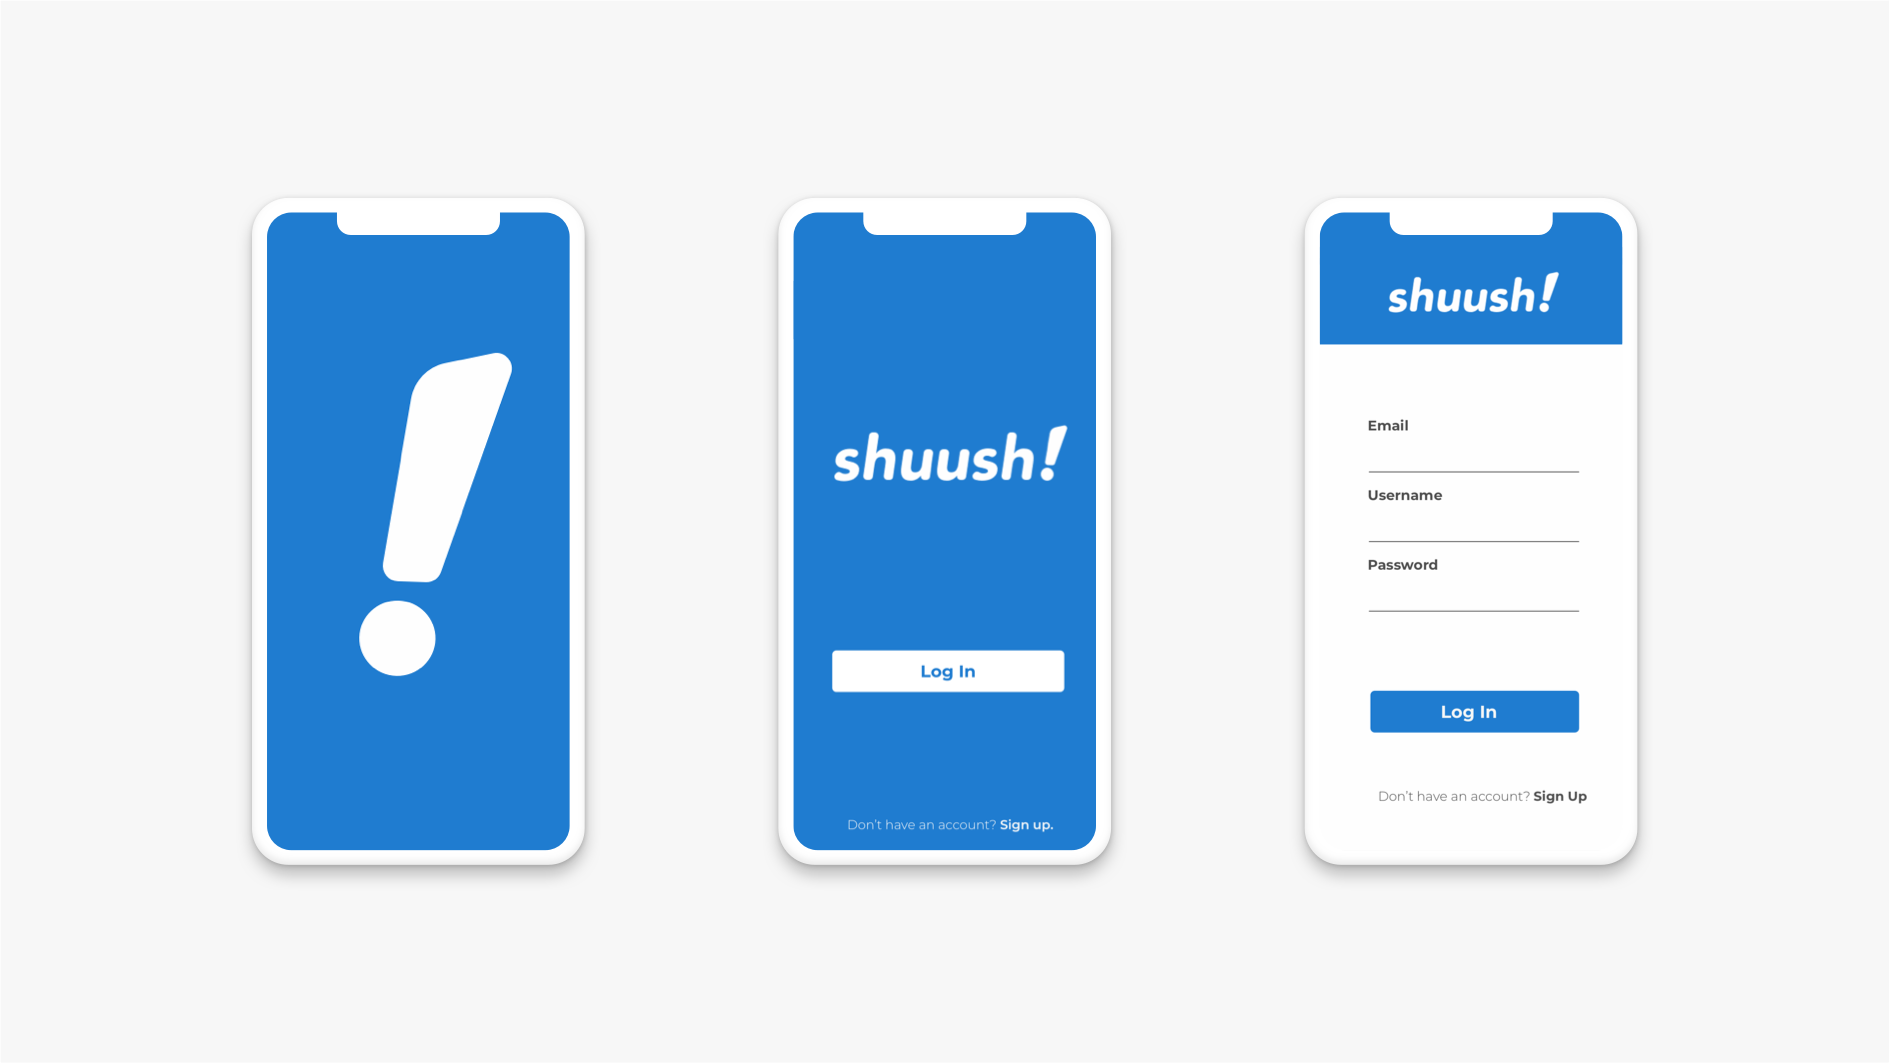 !
shuush!
Log In
Don't have an account? Sign up.
shuush!
Email
Username
Password
Log In
Don't have an account? Sign Up